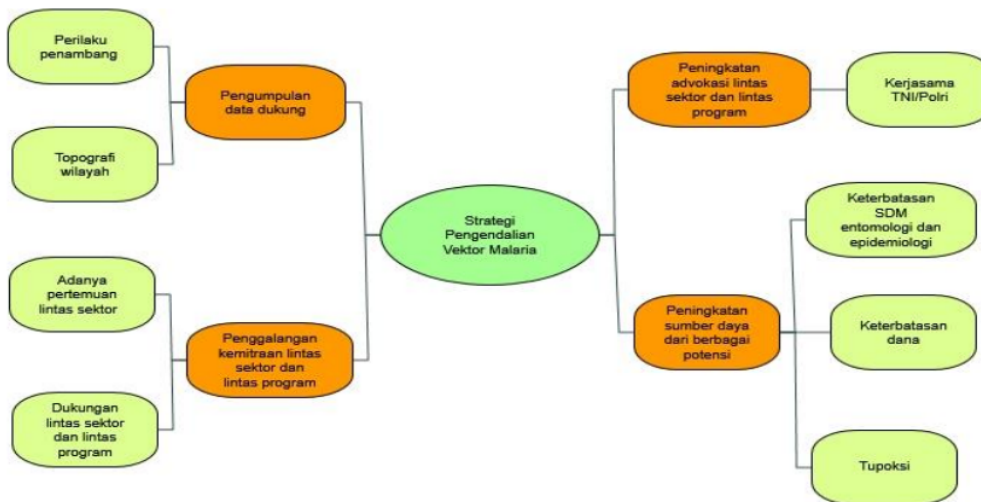 Perilaku
penambang
Pengumpulan
data dukung
Topografi
wilayah
Adanya
pertemuan
lintas sektor
Penggalangan
kemitraan lintas
sektor dan
lintas program
Dukungan
lintas sektor
dan lintas
program
Strategi
Pengendalian
Vektor Malaria
Peningkatan
advokasi lintas
sektor dan lintas
program
Kerjasama
TNI/Polri
Peningkatan
sumber daya
dari berbagai
potensi
Keterbatasan
SDM
entomologi dan
epidemiologi
Keterbatasan
dana
Tupoksi